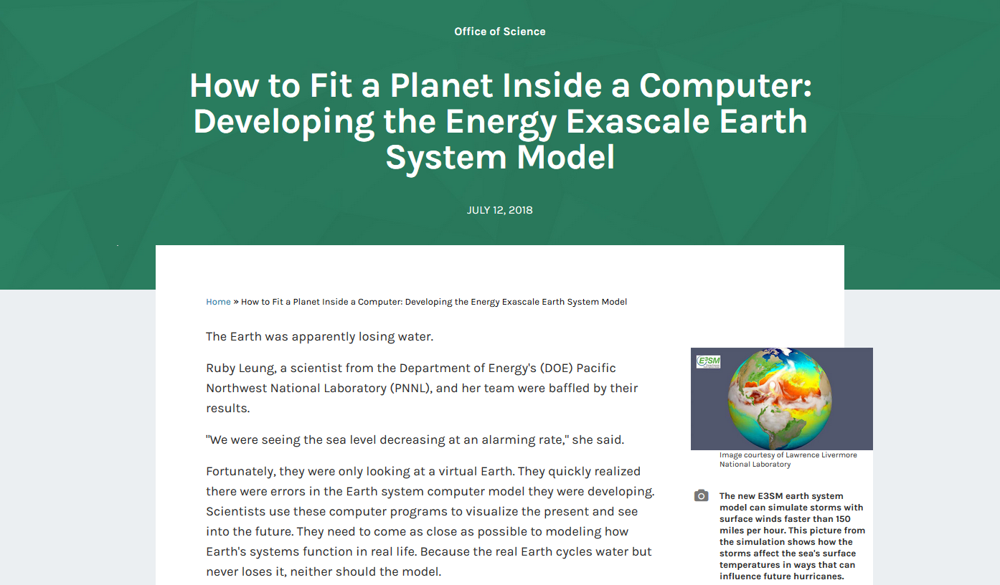 Office of Science
How to Fit a Planet Inside a Computer:
Developing the Energy Exascale Earth
System Model
JULY 12, 2018
Home » How to Fit a Planet Inside a Computer: Developing the Energy Exascale Earth System Model
The Earth was apparently losing water.
Ruby Leung, a scientist from the Department of Energy's (DOE) Pacific
Northwest National Laboratory (PNNL), and her team were baffled by their
results.
"We were seeing the sea level decreasing at an alarming rate," she said.
Fortunately, they were only looking at a virtual Earth. They quickly realized
there were errors in the Earth system computer model they were developing.
Scientists use these computer programs to visualize the present and see
into the future. They need to come as close as possible to modeling how
Earth's systems function in real life. Because the real Earth cycles water but
never loses it, neither should the model.
E3SM
Image courtesy of Lawrence Livermore
National Laboratory
The new E3SM earth system
model can simulate storms with
surface winds faster than 150
miles per hour. This picture from
the simulation shows how the
storms affect the sea's surface
temperatures in ways that can
influence future hurricanes.